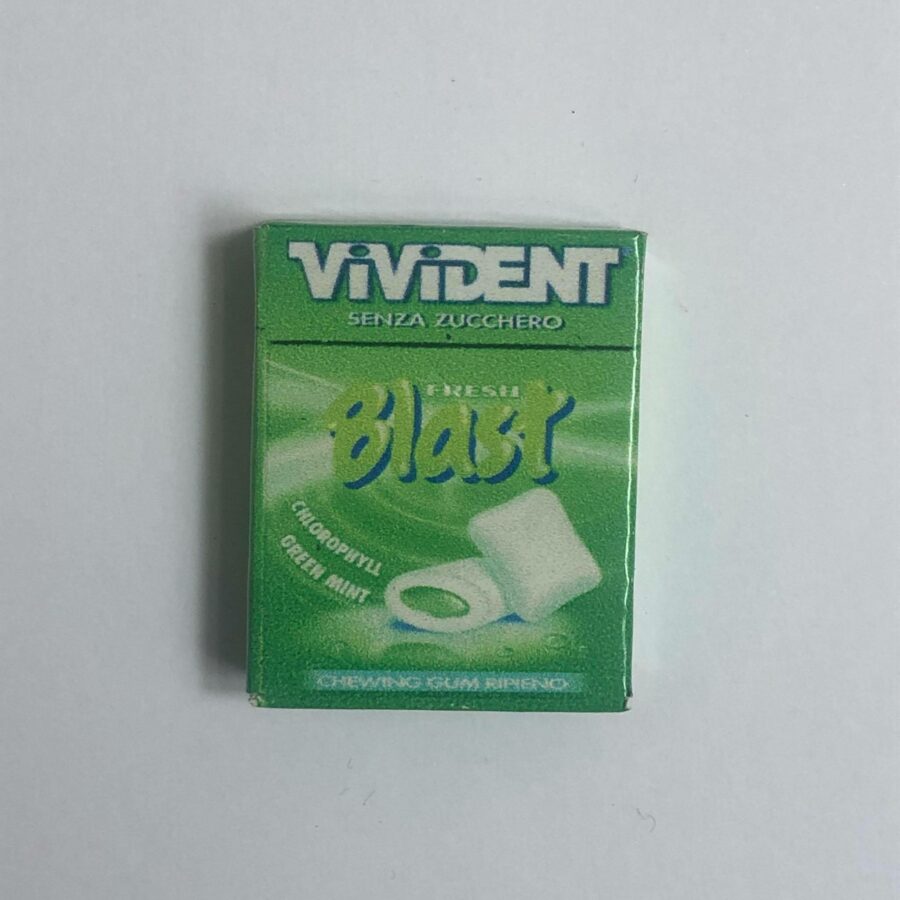 ViViDENT
SENZA ZUCCHERO
FRESH
Blast
CHLOROPHYLL
GREEN MINT
CHEWING GUM RIPIENO